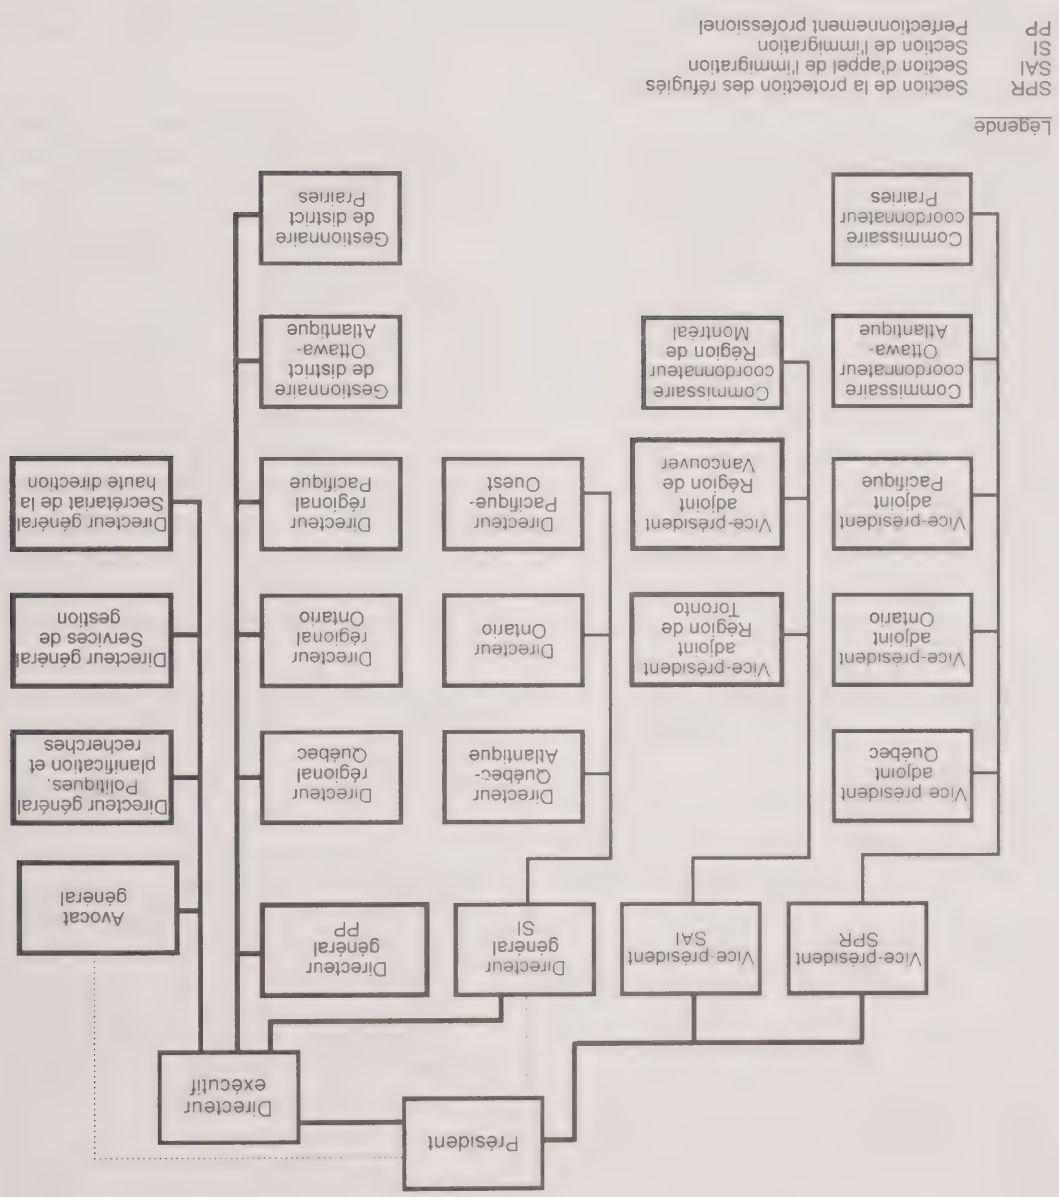 Président
Directeur
exécutif
Vice-président
SPR
Vice-président
SAI
Directeur
général
SI
Directeur
général
PP
Avocat
général
Vice président
adjoint
Québec
Directeur
Québec-
Atlantique
Directeur
régional
Québec
Directeur général
Politiques.
planification et
recherches
Vice-président
adjoint
Ontario
Vice-président
adjoint
Région de
Toronto
Directeur
Ontario
Directeur
régional
Ontario
Directeur général
Services de
gestion
Vice-président
adjoint
Pacifique
Vice-président
adjoint
Région de
Vancouver
Directeur
Pacifique-
Ouest
Directeur
régional
Pacifique
Directeur général
Secrétariat de la
haute direction
Commissaire
coordonnateur
Ottawa-
Atlantique
Commissaire
coordonnateur
Région de
Montréal
Gestionnaire
de district
Ottawa-
Atlantique
Commissaire
coordonnateur
Prairies
Gestionnaire
de district
Prairies
Légende
SPR Section de la protection des réfugiés
SAI Section d'appel de l'immigration
SI Section de l'immigration
PP Perfectionnement professionel